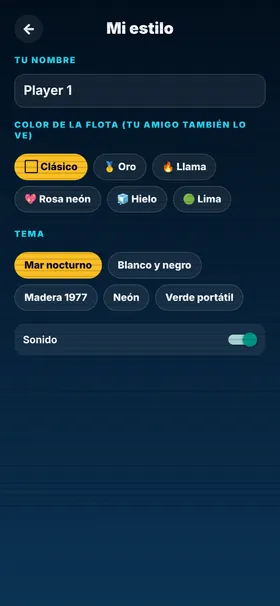 Mi estilo
TU NOMBRE
Player 1
COLOR DE LA FLOTA (TU AMIGO TAMBIÉN LO
VE)
Clásico
🥇 Oro
🔥 Llama
💖 Rosa neón
🧊 Hielo
🟢 Lima
TEMA
Mar nocturno
Blanco y negro
Madera 1977
Neón
Verde portátil
Sonido